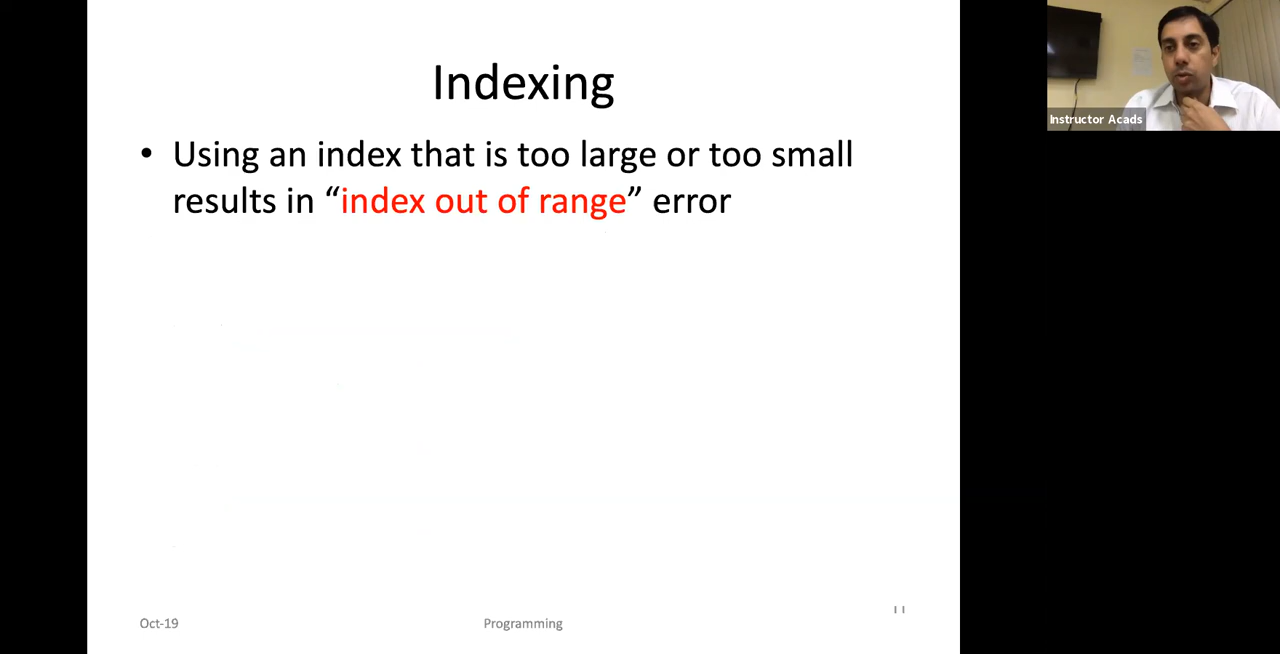 Indexing
• Using an index that is too large or too small
results in “index out of range” error
Instructor Acads
Oct-19
Programming